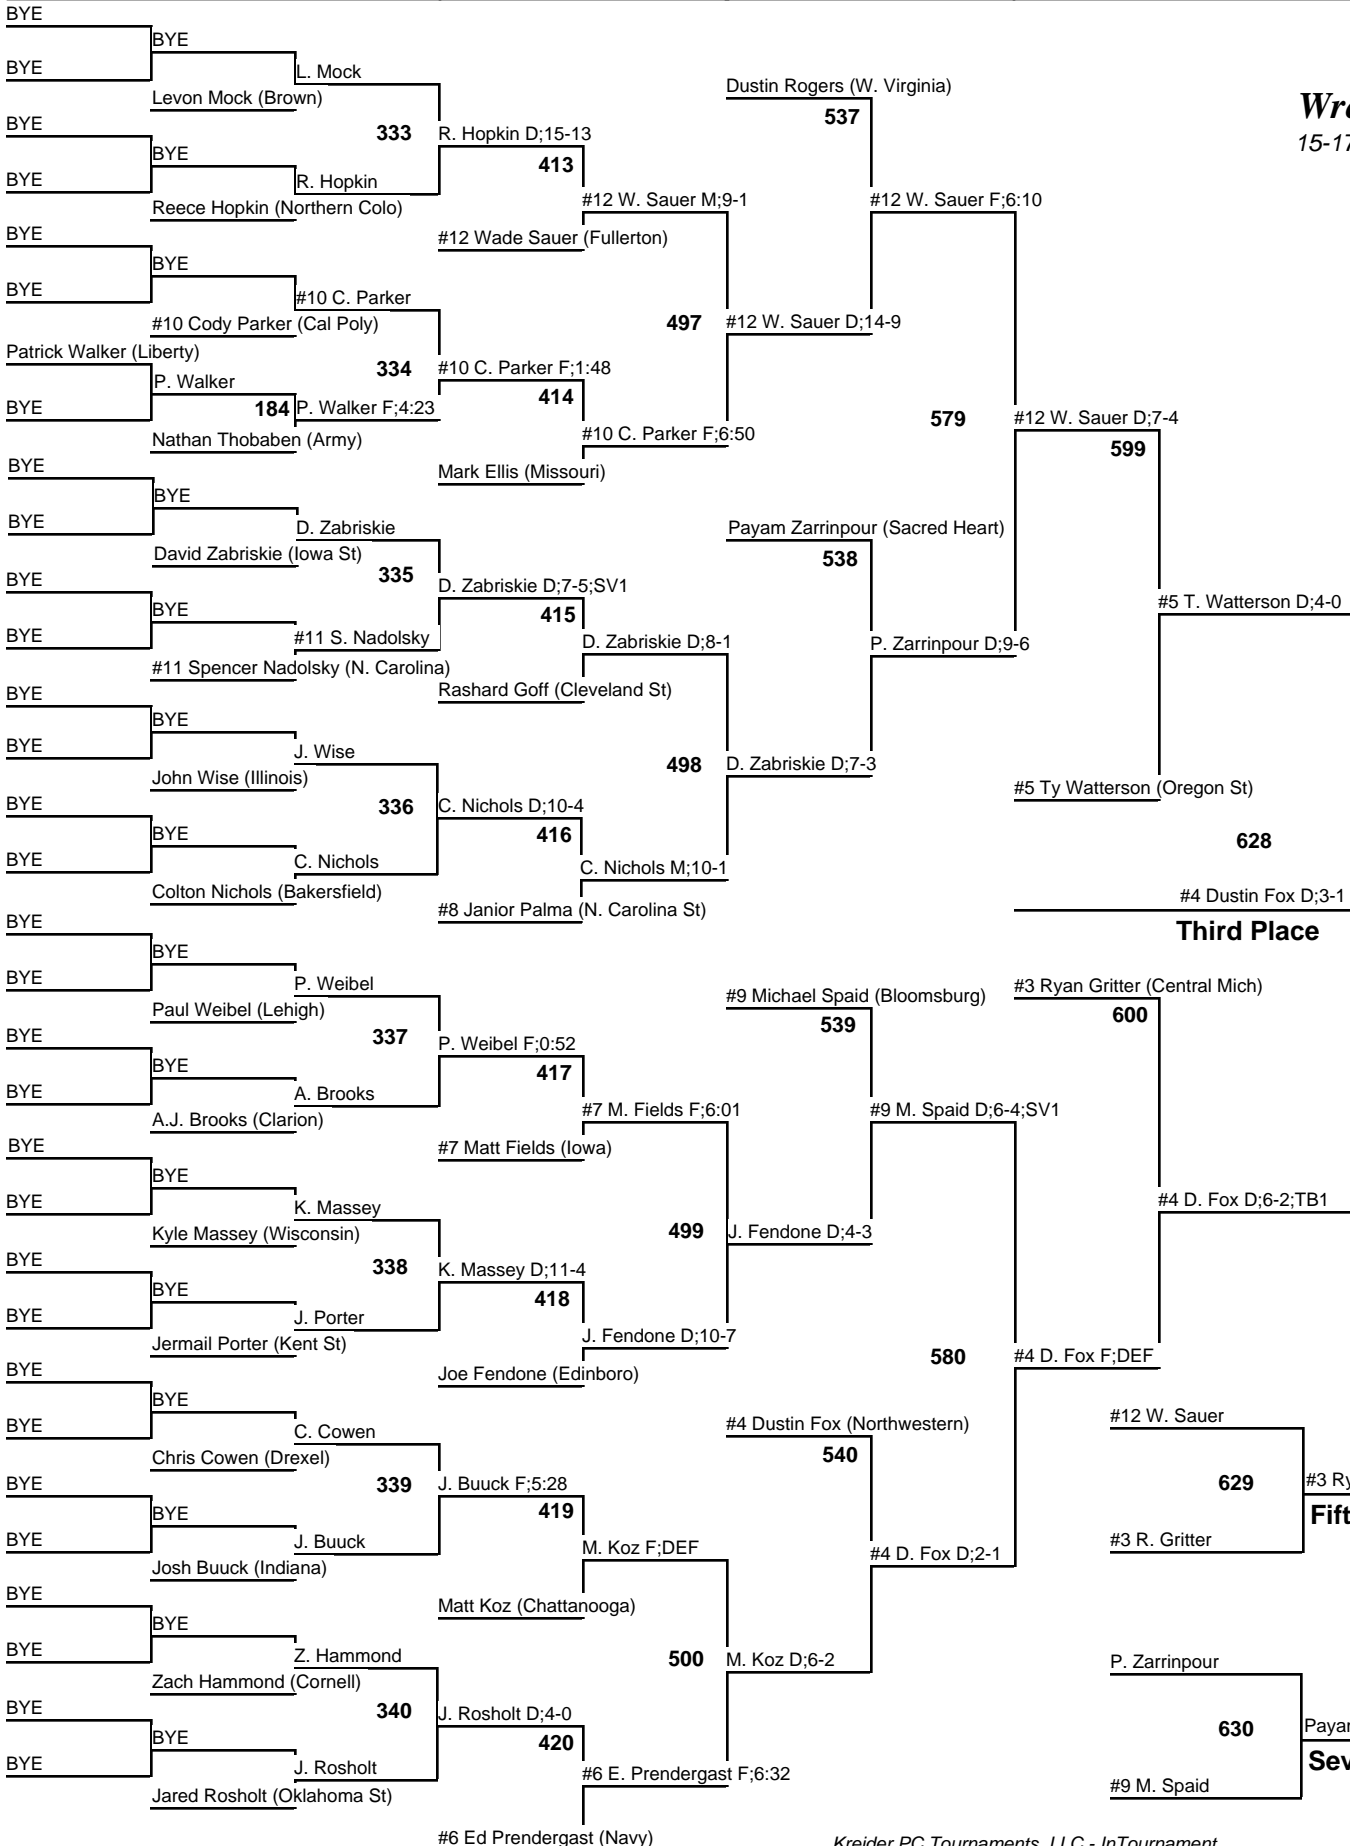 BYE
BYE
BYE
L. Mock
Levon Mock (Brown)
333
BYE
BYE
BYE
R. Hopkin
Reece Hopkin (Northern Colo)
R. Hopkin D;15-13
413
#12 W. Sauer M;9-1
#12 Wade Sauer (Fullerton)
BYE
BYE
BYE
#10 C. Parker
#10 Cody Parker (Cal Poly)
334
Patrick Walker (Liberty)
P. Walker
BYE
184
P. Walker F;4:23
Nathan Thobaben (Army)
#10 C. Parker F;1:48
414
#10 C. Parker F;6:50
Mark Ellis (Missouri)
497
#12 W. Sauer D;14-9
Dustin Rogers (W. Virginia)
537
#12 W. Sauer F;6:10
15-17
BYE
BYE
BYE
D. Zabriskie
David Zabriskie (Iowa St)
335
BYE
BYE
BYE
#11 S. Nadolsky
#11 Spencer Nadolsky (N. Carolina)
D. Zabriskie D;7-5;SV1
415
D. Zabriskie D;8-1
Rashard Goff (Cleveland St)
BYE
BYE
BYE
J. Wise
John Wise (Illinois)
336
BYE
BYE
BYE
C. Nichols
Colton Nichols (Bakersfield)
C. Nichols D;10-4
416
C. Nichols M;10-1
#8 Janior Palma (N. Carolina St)
498
D. Zabriskie D;7-3
Payam Zarrinpour (Sacred Heart)
538
P. Zarrinpour D;9-6
579
#12 W. Sauer D;7-4
599
#5 T. Watterson D;4-0
#5 Ty Watterson (Oregon St)
628
#4 Dustin Fox D;3-1
Third Place
BYE
BYE
BYE
P. Weibel
Paul Weibel (Lehigh)
337
BYE
BYE
BYE
A. Brooks
A.J. Brooks (Clarion)
P. Weibel F;0:52
417
#7 M. Fields F;6:01
#7 Matt Fields (Iowa)
BYE
BYE
BYE
K. Massey
Kyle Massey (Wisconsin)
338
BYE
BYE
BYE
J. Porter
Jermail Porter (Kent St)
K. Massey D;11-4
418
J. Fendone D;10-7
Joe Fendone (Edinboro)
499
J. Fendone D;4-3
#9 Michael Spaid (Bloomsburg)
539
#9 M. Spaid D;6-4;SV1
#3 Ryan Gritter (Central Mich)
600
#4 D. Fox D;6-2;TB1
580
#4 D. Fox F;DEF
BYE
BYE
BYE
C. Cowen
Chris Cowen (Drexel)
339
BYE
BYE
BYE
J. Buuck
Josh Buuck (Indiana)
J. Buuck F;5:28
419
M. Koz F;DEF
Matt Koz (Chattanooga)
#4 Dustin Fox (Northwestern)
540
#4 D. Fox D;2-1
BYE
BYE
BYE
Z. Hammond
Zach Hammond (Cornell)
340
BYE
BYE
BYE
J. Rosholt
Jared Rosholt (Oklahoma St)
J. Rosholt D;4-0
420
#6 E. Prendergast F;6:32
#6 Ed Prendergast (Navy)
500
M. Koz D;6-2
#12 W. Sauer
629
#3 R. Gritter
P. Zarrinpour
630
#9 M. Spaid
Kreider PC Tournaments, LLC - InTournament